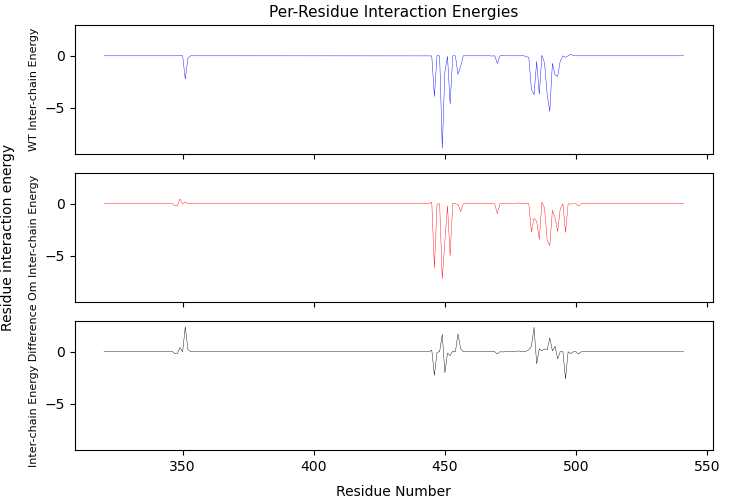 Per-Residue Interaction Energies
Residue interaction energy
WT Inter-chain Energy
0
−5
Om Inter-chain Energy
0
−5
Inter-chain Energy Difference
0
−5
350
400
450
500
550
Residue Number